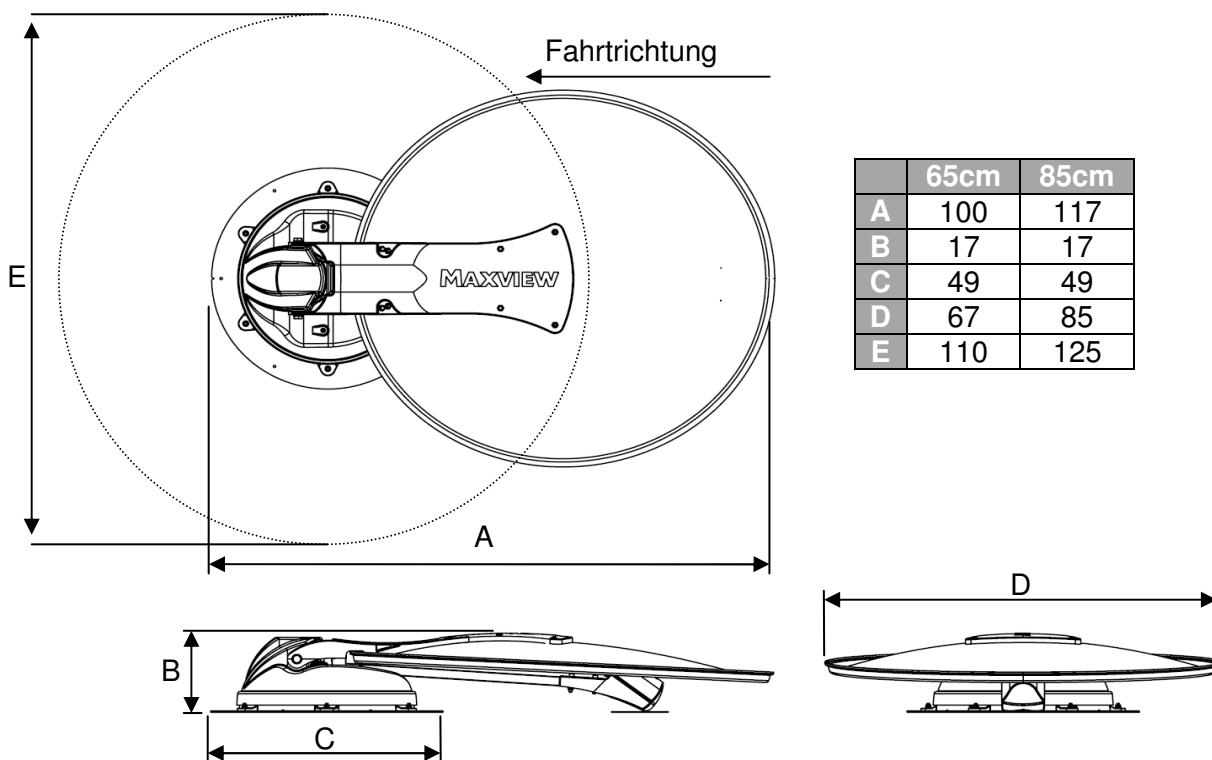 Fahrtrichtung
E
MAXVIEW
A
65cm 85cm
A 100 117
B 17 17
C 49 49
D 67 85
E 110 125
B
C
D